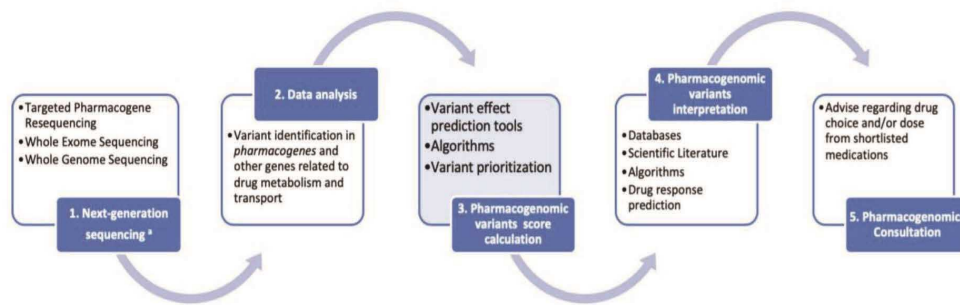 •Targeted Pharmacogene
Resequencing
•Whole Exome Sequencing
•Whole Genome Sequencing
1. Next-generation
sequencing ª
2. Data analysis
•Variant identification in
pharmacogenes and
other genes related to
drug metabolism and
transport
•Variant effect
prediction tools
•Algorithms
•Variant prioritization
3. Pharmacogenomic
variants score
calculation
4. Pharmacogenomic
variants
interpretation
•Databases
•Scientific Literature
•Algorithms
•Drug response
prediction
•Advise regarding drug
choice and/or dose
from shortlisted
medications
5. Pharmacogenomic
Consultation